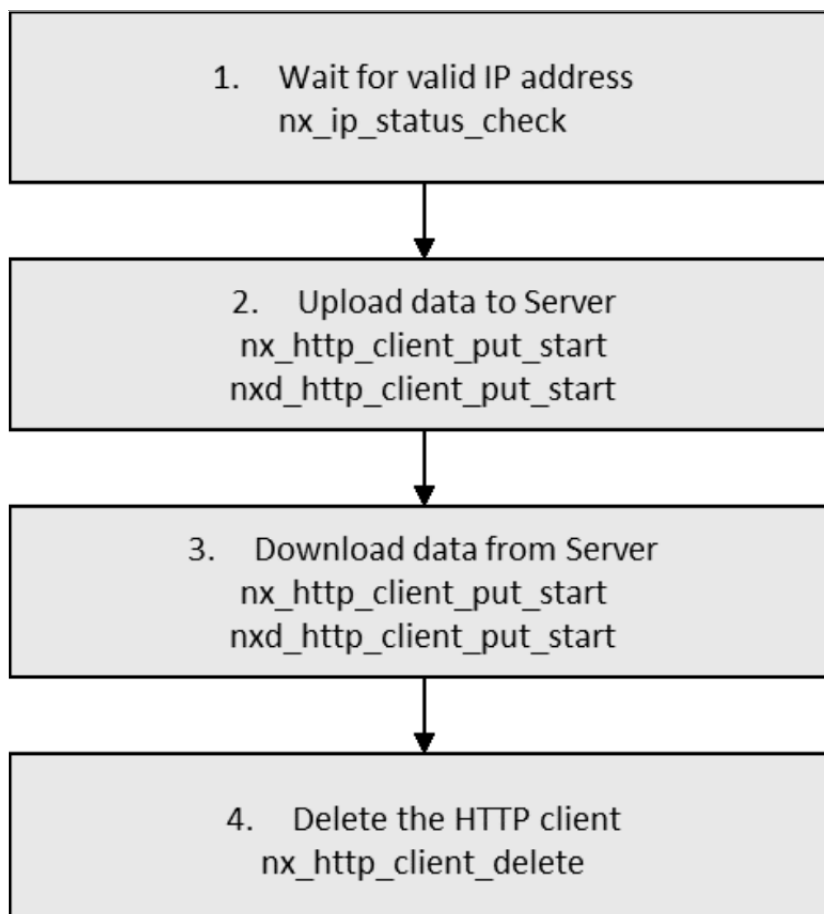 1. Wait for valid IP address
nx_ip_status_check
2. Upload data to Server
nx_http_client_put_start
nxd_http_client_put_start
3. Download data from Server
nx_http_client_put_start
nxd_http_client_put_start
4. Delete the HTTP client
nx_http_client_delete